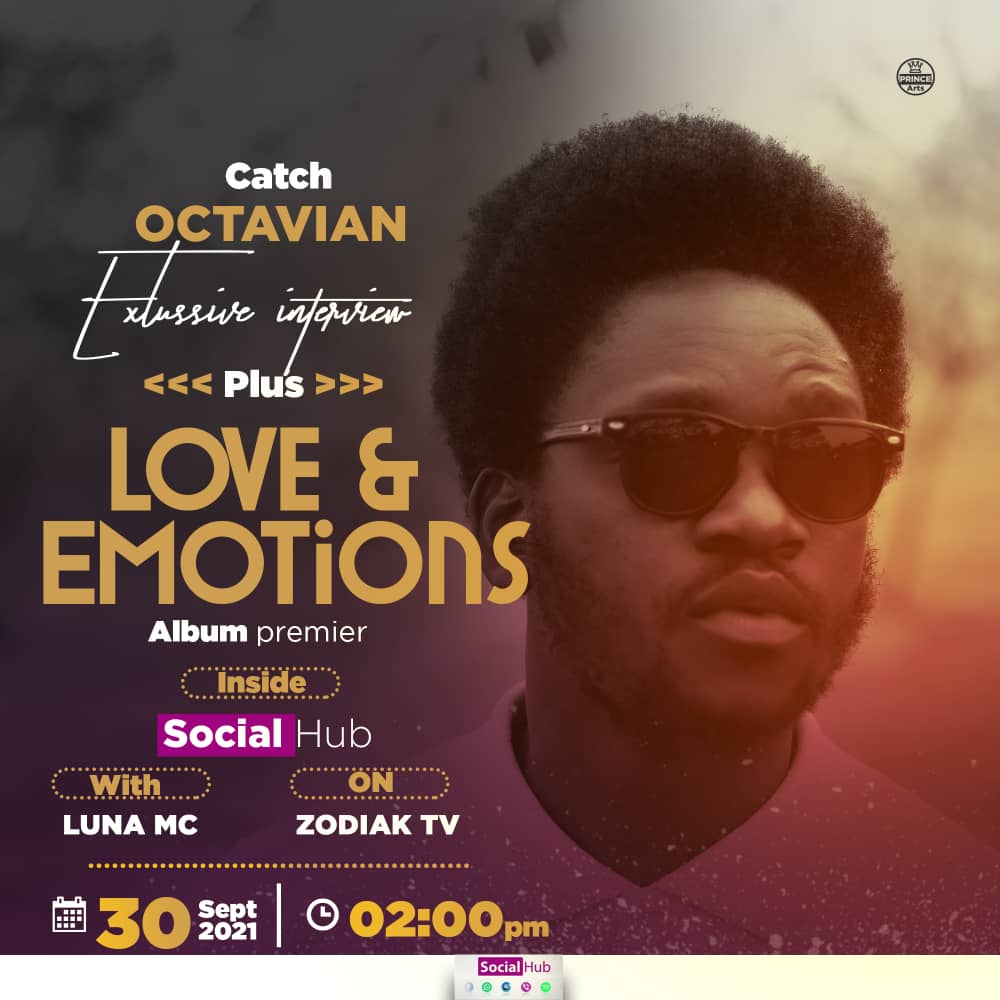 PRINCE
Arts
Catch
OCTAVIAN
Extussive interview
<<< Plus >>>
LOVE &
EMOTiONS
Album premier
Inside
Social Hub
With
ON
LUNA MC
ZODIAK TV
30 Sept 2021
02:00pm
Social Hub